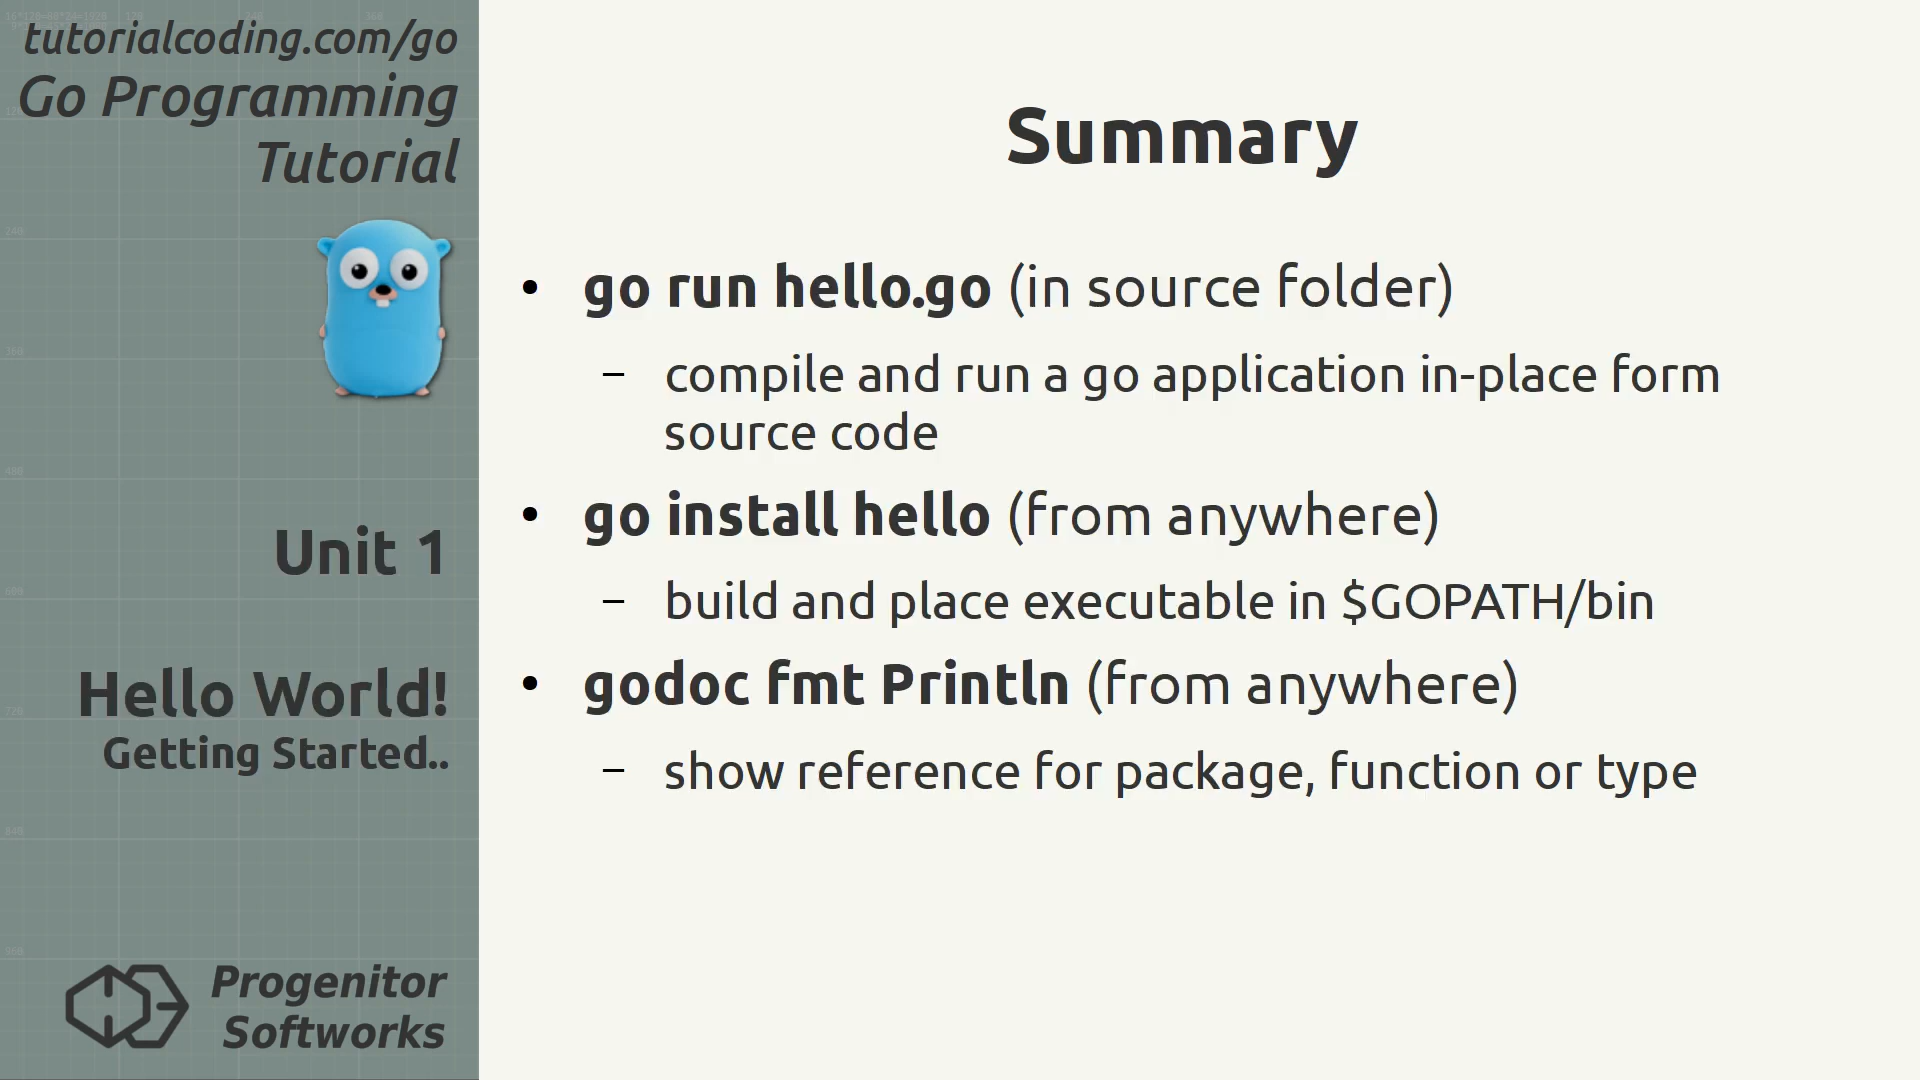 tutorialcoding.com/go
Go Programming
Tutorial
Unit 1
Hello World!
Getting Started..
Progenitor
Softworks
Summary
• go run hello.go (in source folder)
– compile and run a go application in-place form
source code
• go install hello (from anywhere)
– build and place executable in $GOPATH/bin
• godoc fmt Println (from anywhere)
– show reference for package, function or type